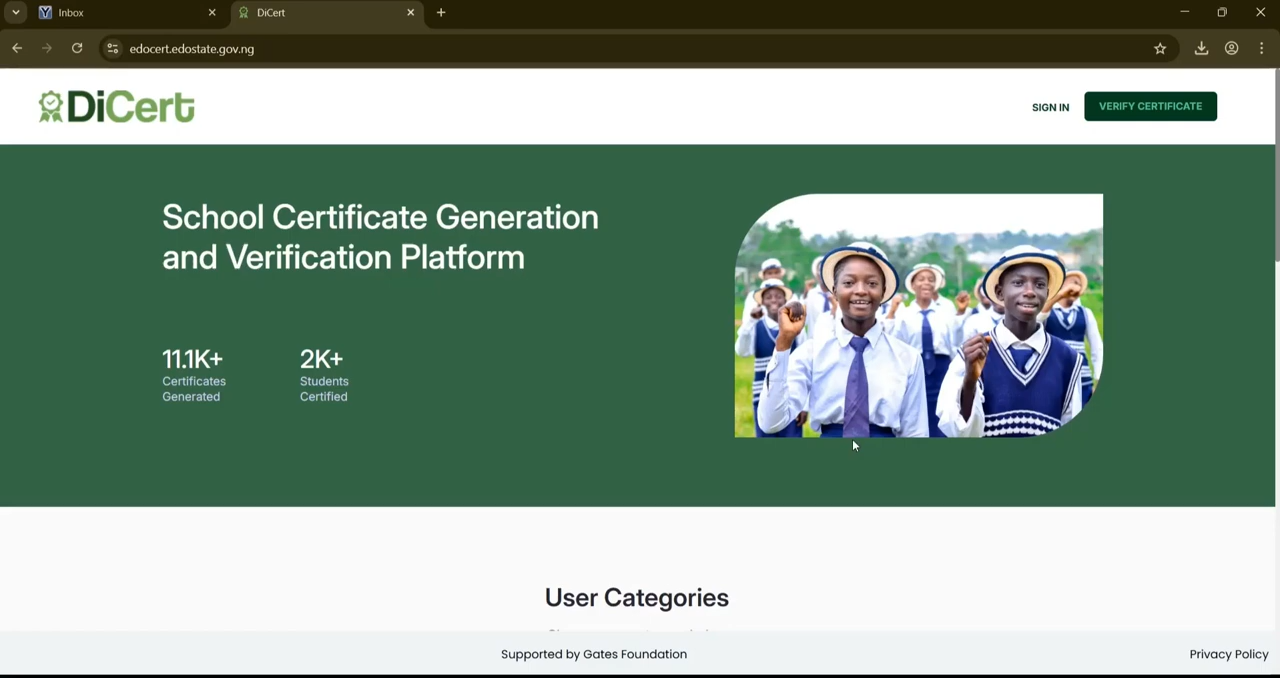 Inbox
DiCert
edocert.edostate.gov.ng
DiCert
SIGN IN
VERIFY CERTIFICATE
School Certificate Generation
and Verification Platform
11.1K+
Certificates
Generated
2K+
Students
Certified
User Categories
Supported by Gates Foundation
Privacy Policy